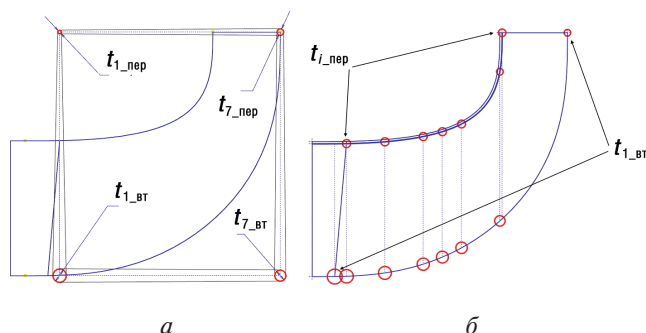 t1_пер
t7_пер
t1_вт
t7_вт
а
ti_пер
t1_вт
б